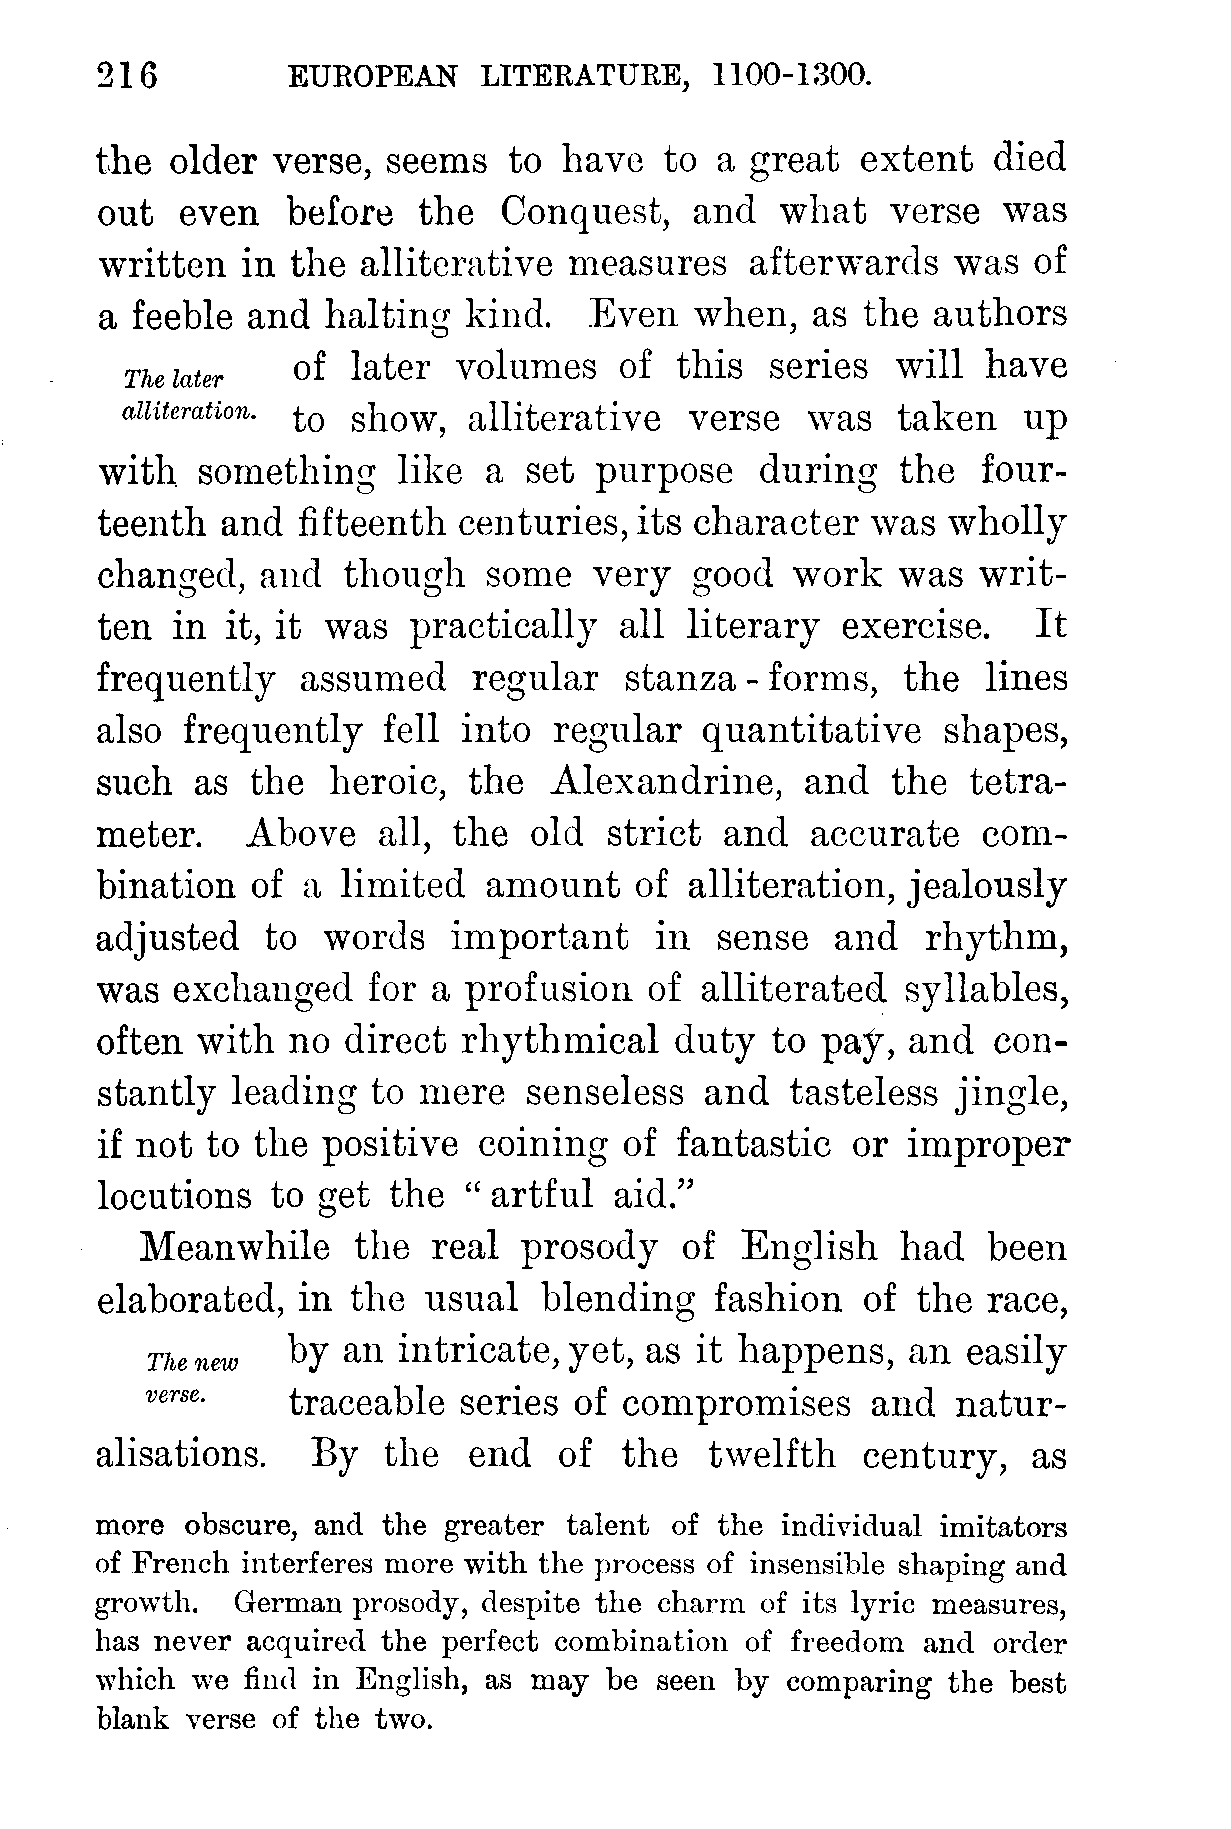 216 EUROPEAN LITERATURE, 1100-1300.
the older verse, seems to have to a great extent died
out even before the Conquest, and what verse was
written in the alliterative measures afterwards was of
a feeble and halting kind. Even when, as the authors
The later
of later volumes of this series will have
alliteration.
to show, alliterative verse was taken up
with something like a set purpose during the four-
teenth and fifteenth centuries, its character was wholly
changed, and though some very good work was writ-
ten in it, it was practically all literary exercise. It
frequently assumed regular stanza-forms, the lines
also frequently fell into regular quantitative shapes,
such as the heroic, the Alexandrine, and the tetra-
meter. Above all, the old strict and accurate com-
bination of a limited amount of alliteration, jealously
adjusted to words important in sense and rhythm,
was exchanged for a profusion of alliterated syllables,
often with no direct rhythmical duty to pay, and con-
stantly leading to mere senseless and tasteless jingle,
if not to the positive coining of fantastic or improper
locutions to get the "artful aid."
Meanwhile the real prosody of English had been
elaborated, in the usual blending fashion of the race,
The new
by an intricate, yet, as it happens, an easily
verse.
traceable series of compromises and natur-
alisations. By the end of the twelfth century, as
more obscure, and the greater talent of the individual imitators
of French interferes more with the process of insensible shaping and
growth. German prosody, despite the charm of its lyric measures,
has never acquired the perfect combination of freedom and order
which we find in English, as may be seen by comparing the best
blank verse of the two.